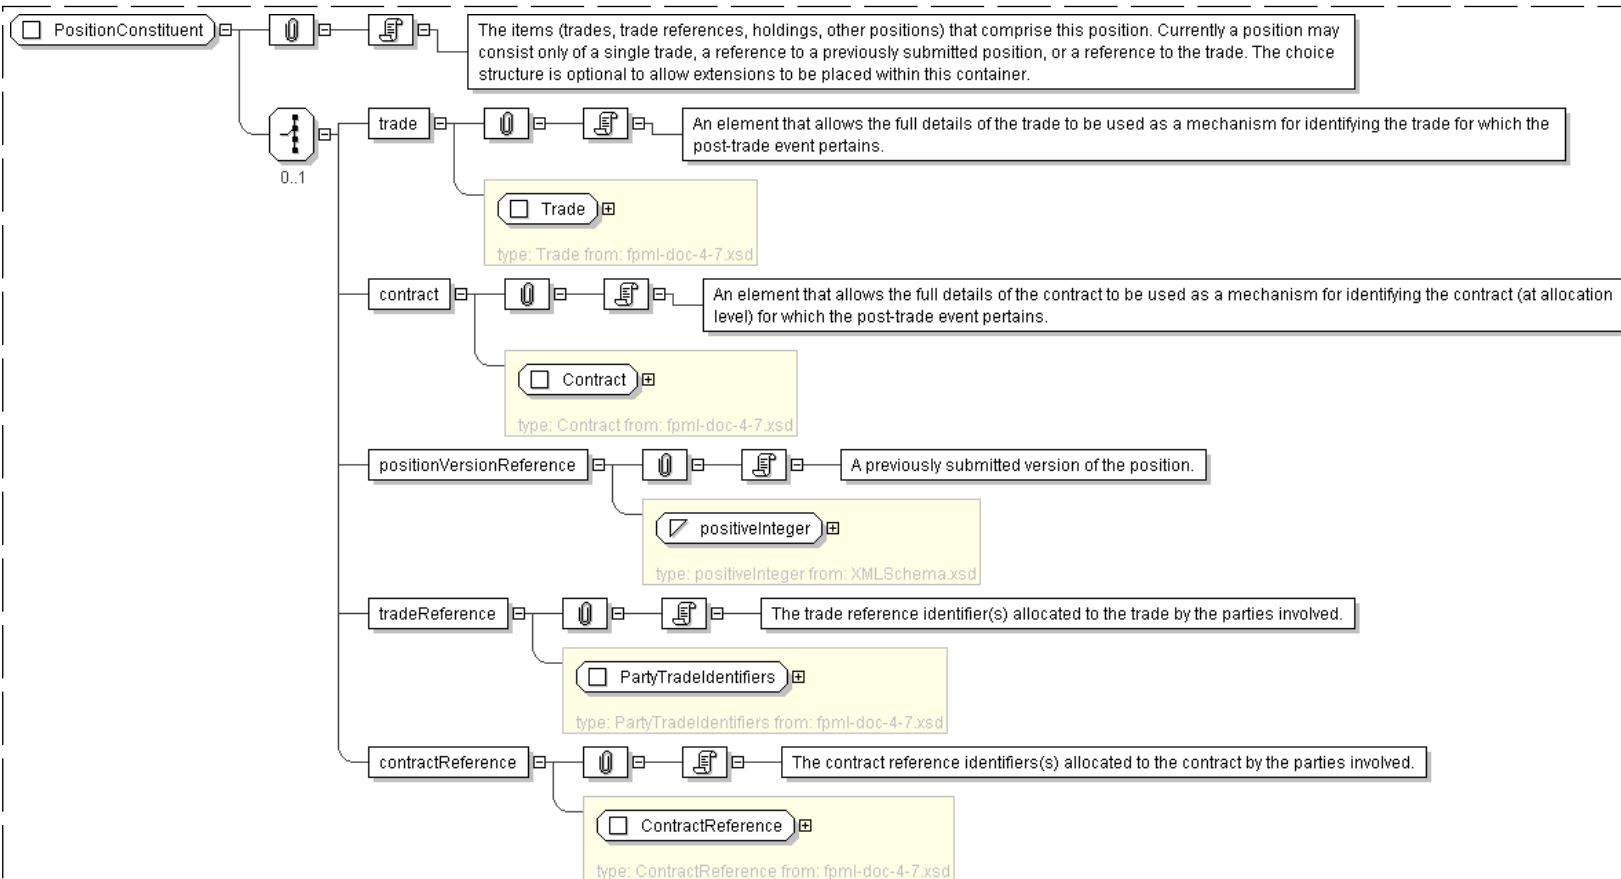 PositionConstituent
The items (trades, trade references, holdings, other positions) that comprise this position. Currently a position may
consist only of a single trade, a reference to a previously submitted position, or a reference to the trade. The choice
structure is optional to allow extensions to be placed within this container.
0..1
trade
An element that allows the full details of the trade to be used as a mechanism for identifying the trade for which the
post-trade event pertains.
Trade
type: Trade from: fpml-doc-4-7.xsd
contract
An element that allows the full details of the contract to be used as a mechanism for identifying the contract (at allocation
level) for which the post-trade event pertains.
Contract
type: Contract from: fpml-doc-4-7.xsd
positionVersionReference
A previously submitted version of the position.
positiveInteger
type: positiveInteger from: XMLSchema.xsd
tradeReference
The trade reference identifier(s) allocated to the trade by the parties involved.
PartyTradeIdentifiers
type: PartyTradeIdentifiers from: fpml-doc-4-7.xsd
contractReference
The contract reference identifiers(s) allocated to the contract by the parties involved.
ContractReference
type: ContractReference from: fpml-doc-4-7.xsd